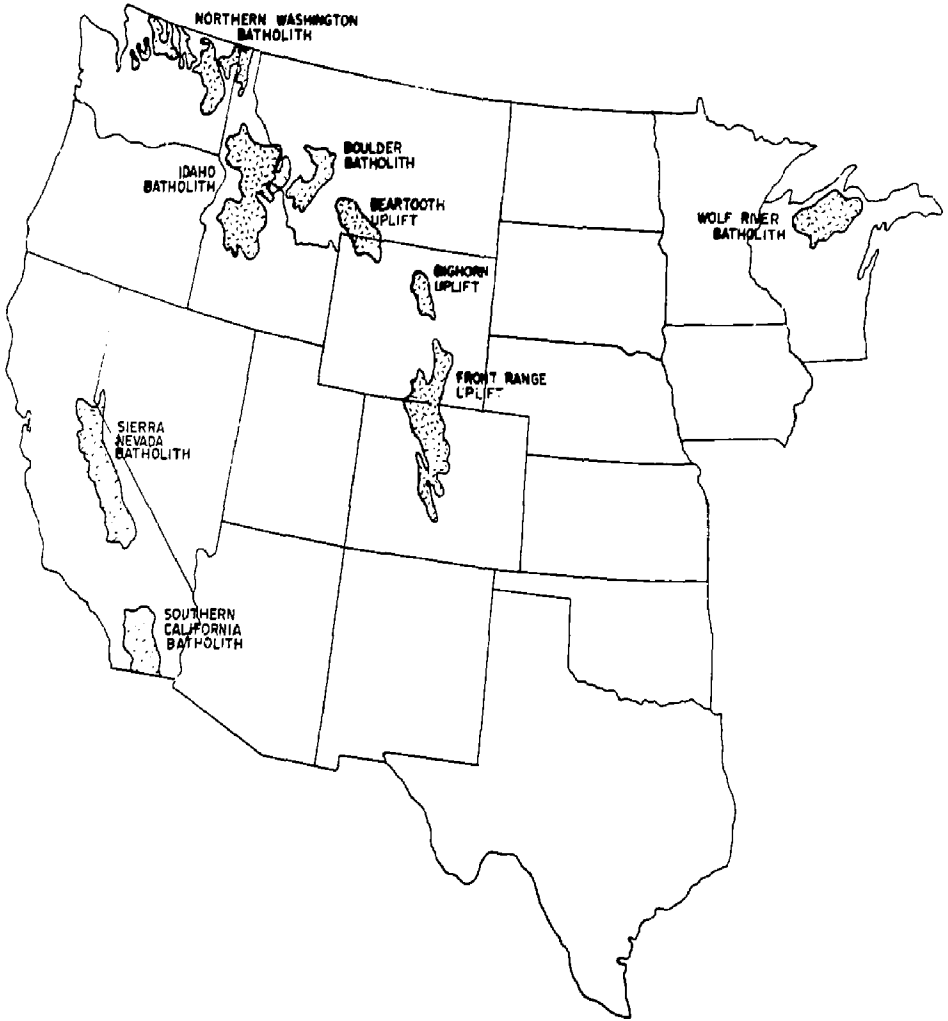 NORTHERN WASHINGTON
BATHOLITH
BOULDER
BATHOLITH
IDAHO
BATHOLITH
BEARTOOTH
UPLIFT
WOLF RIVER
BATHOLITH
BIGHORN
UPLIFT
FRONT RANGE
UPLIFT
SIERRA
NEVADA
BATHOLITH
SOUTHERN
CALIFORNIA
BATHOLITH